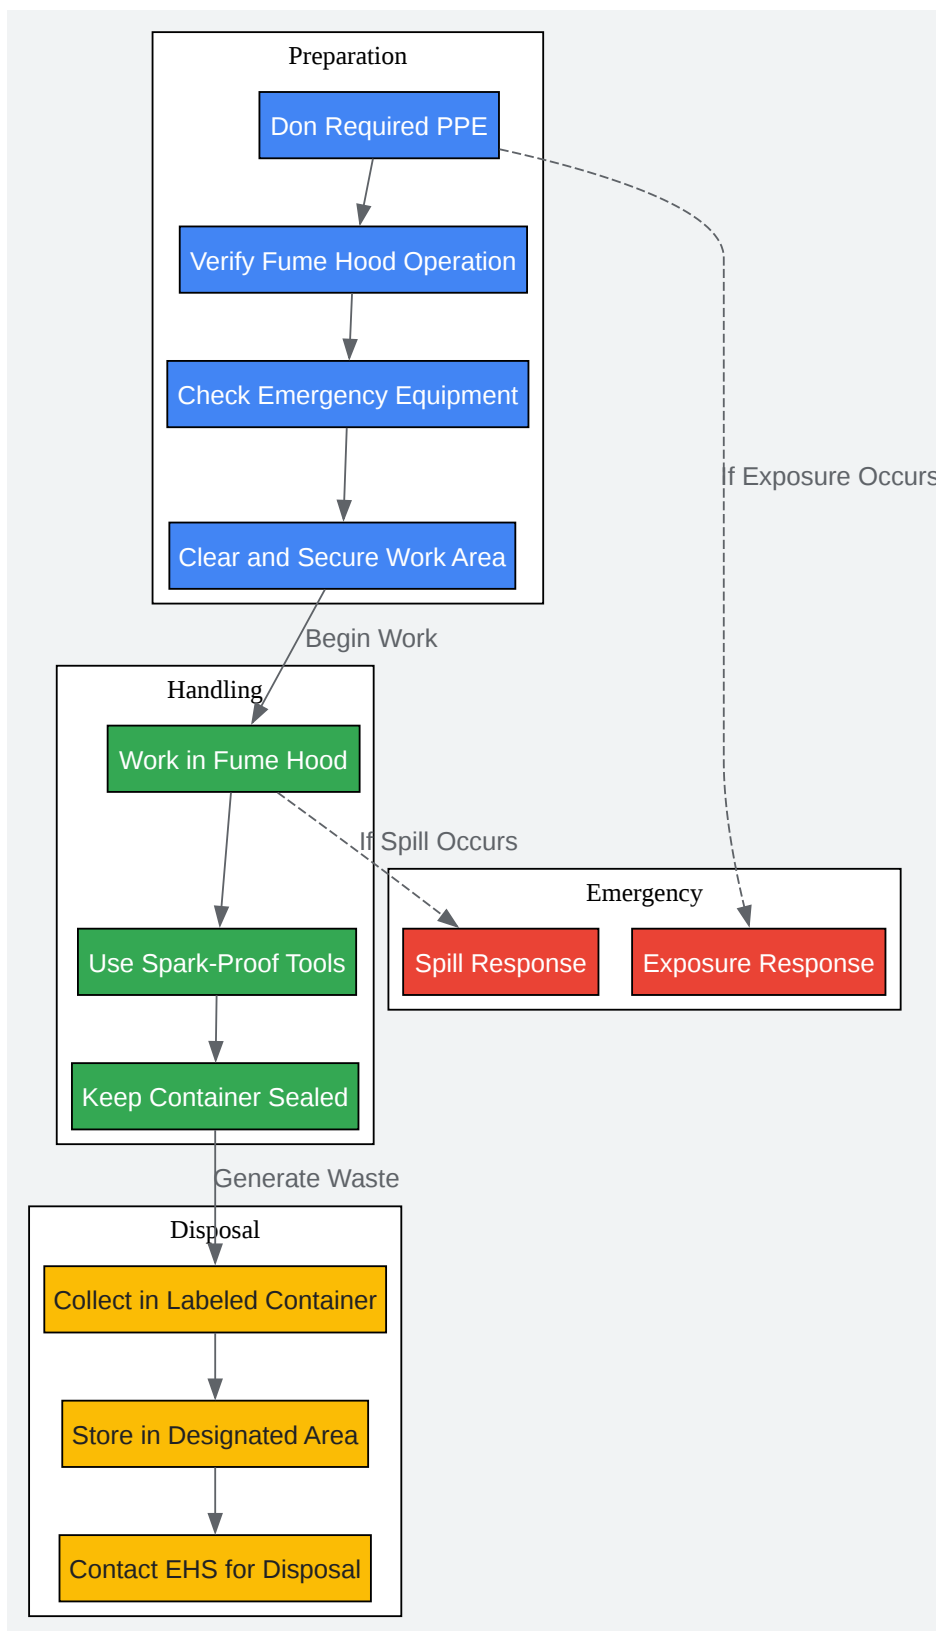 Preparation
Don Required PPE
Verify Fume Hood Operation
Check Emergency Equipment
If Exposure Occurs
Clear and Secure Work Area
Begin Work
Handling
Work in Fume Hood
If Spill Occurs
Emergency
Use Spark-Proof Tools
Spill Response
Exposure Response
Keep Container Sealed
Generate Waste
Disposal
Collect in Labeled Container
Store in Designated Area
Contact EHS for Disposal